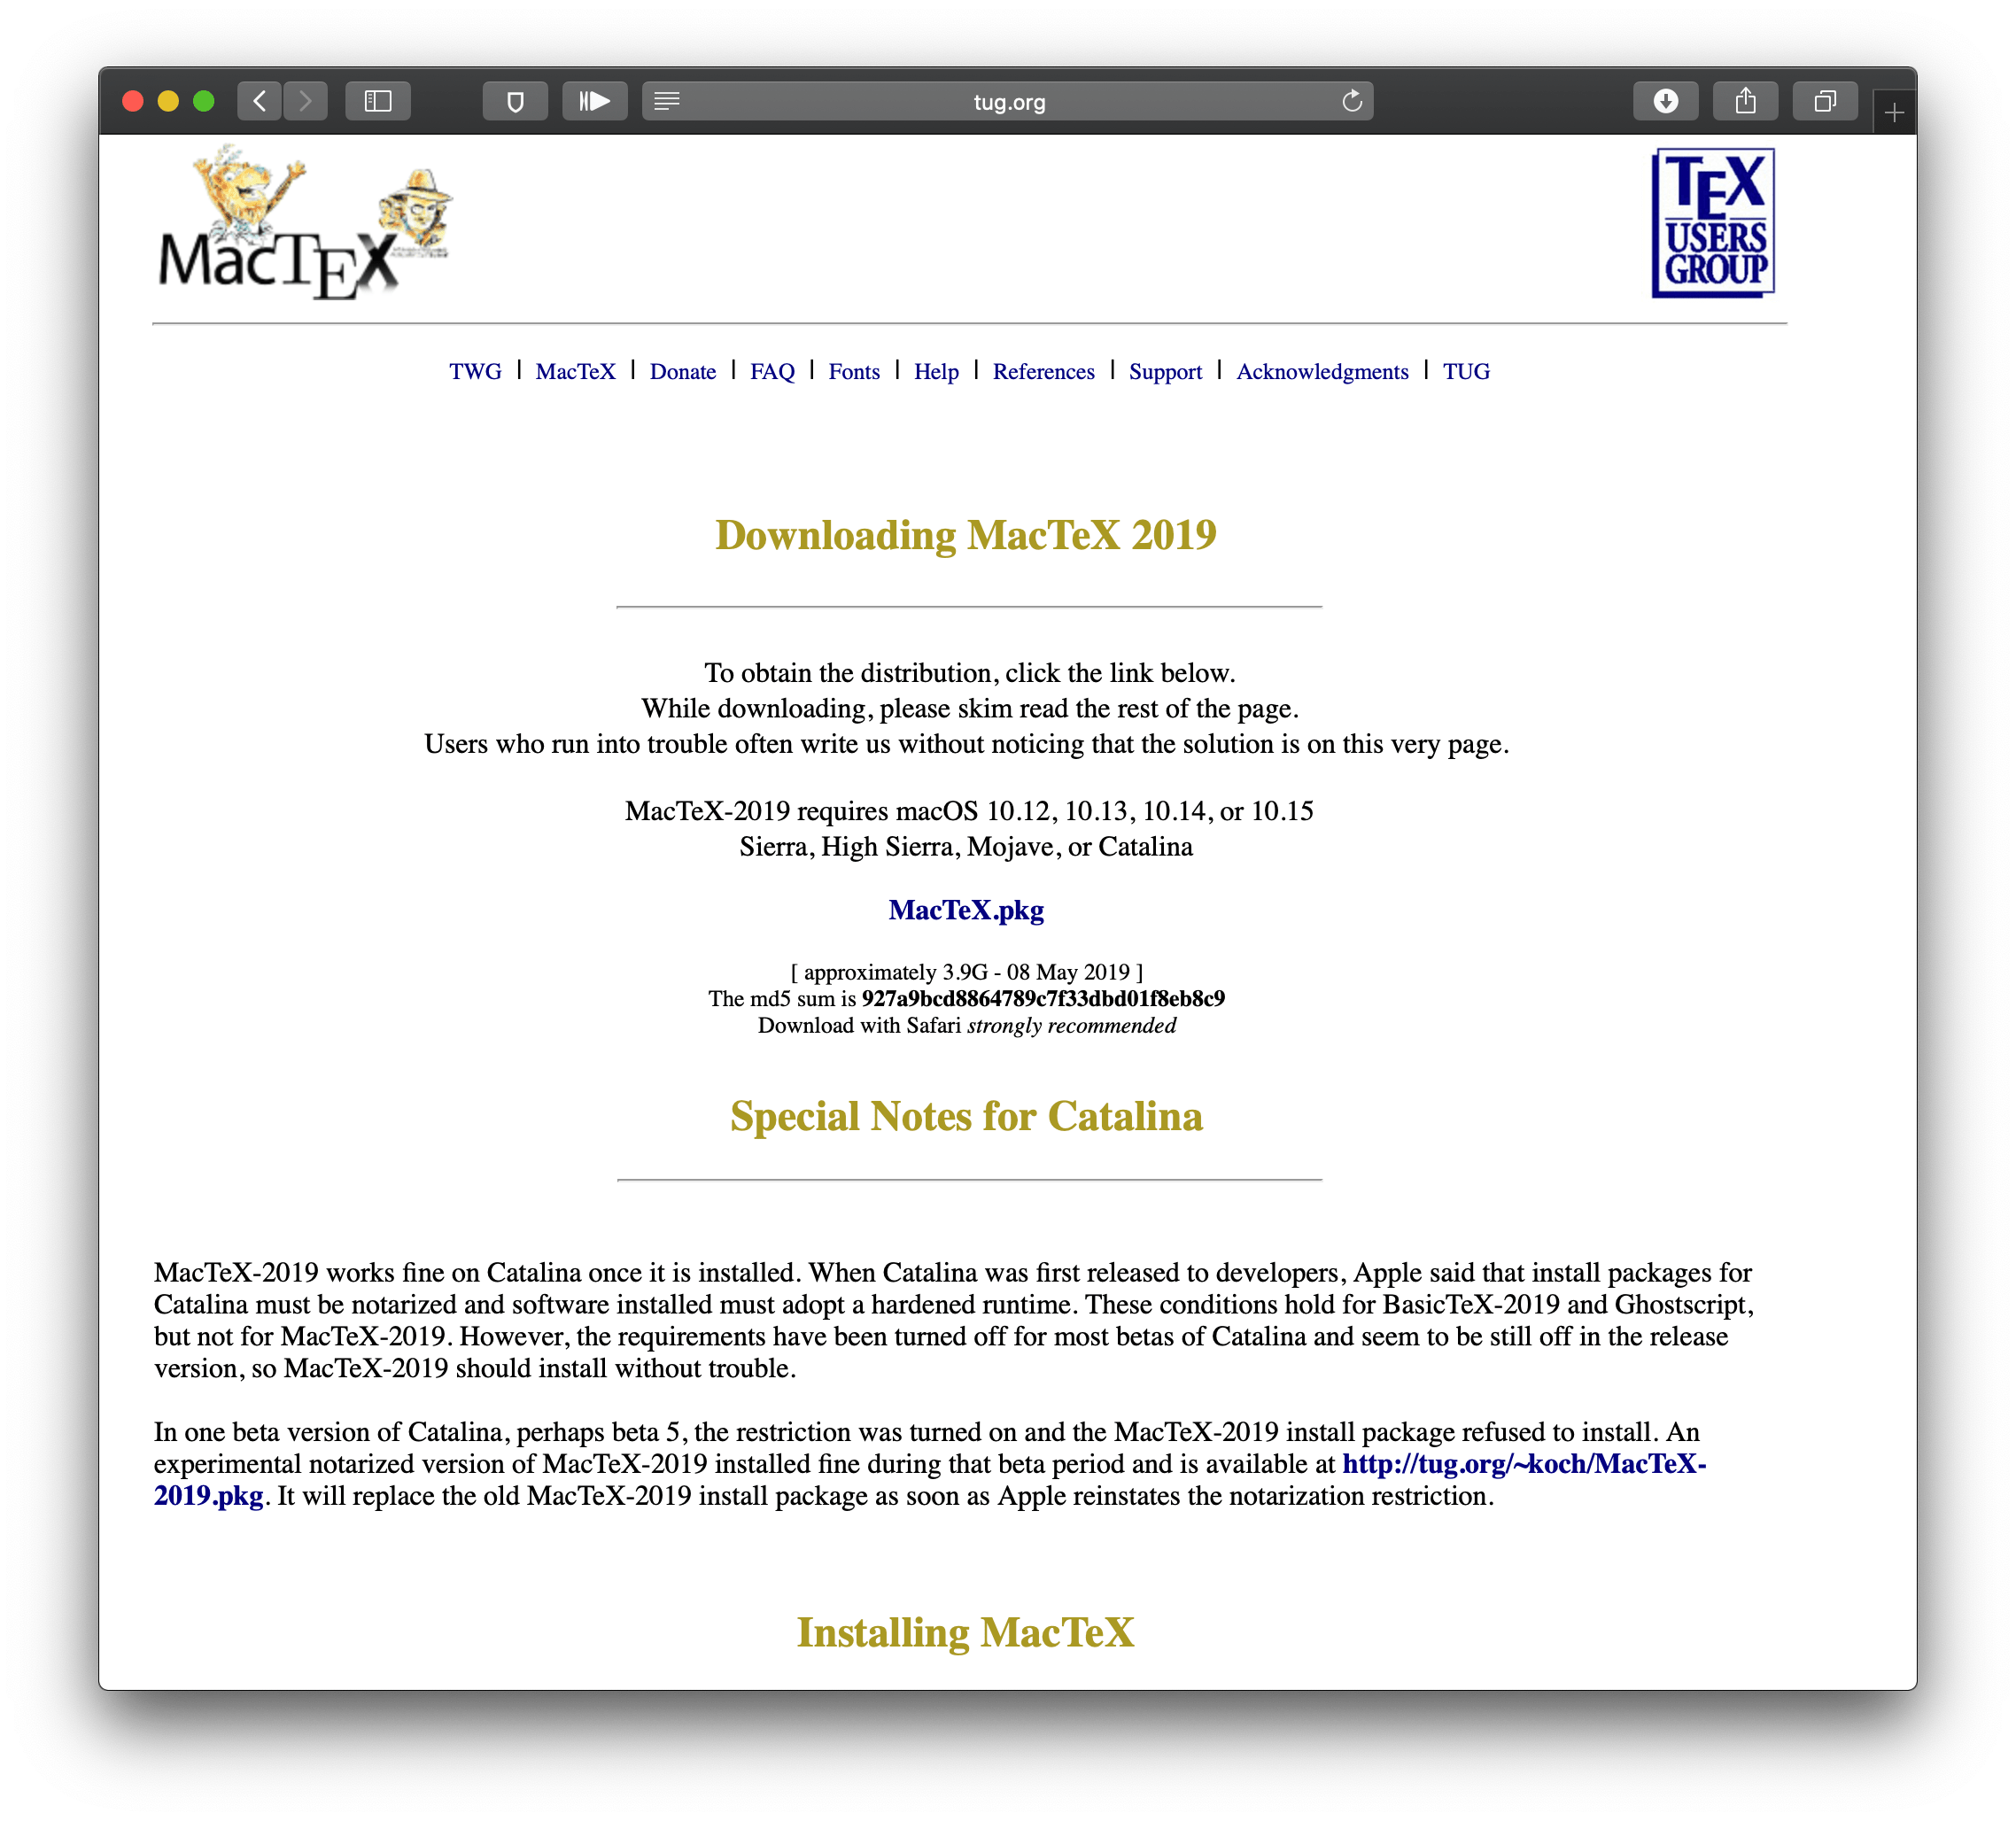 tug.org
MacTEX
TEX
USERS
GROUP
TWG | MacTeX | Donate | FAQ | Fonts | Help | References | Support | Acknowledgments | TUG
Downloading MacTeX 2019
To obtain the distribution, click the link below.
While downloading, please skim read the rest of the page.
Users who run into trouble often write us without noticing that the solution is on this very page.
MacTeX-2019 requires macOS 10.12, 10.13, 10.14, or 10.15
Sierra, High Sierra, Mojave, or Catalina
MacTeX.pkg
[ approximately 3.9G - 08 May 2019 ]
The md5 sum is 927a9bcd8864789c7f33dbd01f8eb8c9
Download with Safari strongly recommended
Special Notes for Catalina
MacTeX-2019 works fine on Catalina once it is installed. When Catalina was first released to developers, Apple said that install packages for
Catalina must be notarized and software installed must adopt a hardened runtime. These conditions hold for BasicTeX-2019 and Ghostscript,
but not for MacTeX-2019. However, the requirements have been turned off for most betas of Catalina and seem to be still off in the release
version, so MacTeX-2019 should install without trouble.
In one beta version of Catalina, perhaps beta 5, the restriction was turned on and the MacTeX-2019 install package refused to install. An
experimental notarized version of MacTeX-2019 installed fine during that beta period and is available at http://tug.org/~koch/MacTeX-
2019.pkg. It will replace the old MacTeX-2019 install package as soon as Apple reinstates the notarization restriction.
Installing MacTeX